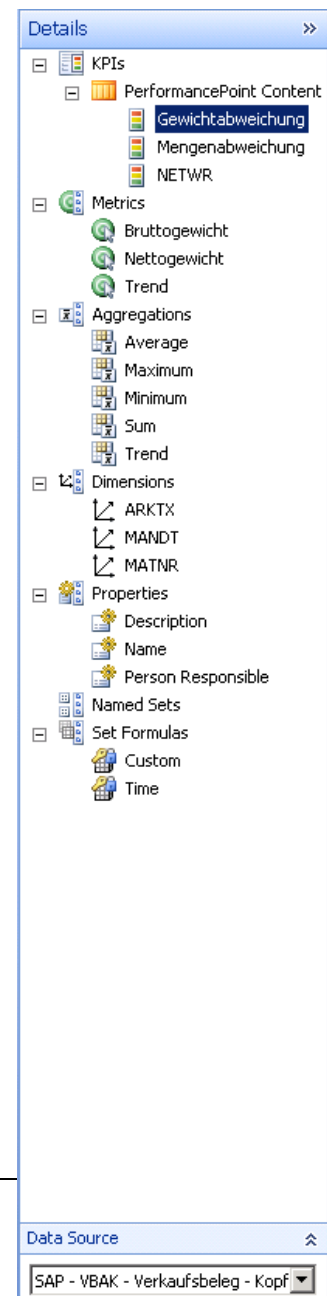 Details
KPIs
PerformancePoint Content
Gewichtabweichung
Mengenabweichung
NETWR
Metrics
Bruttogewicht
Nettogewicht
Trend
Aggregations
Average
Maximum
Minimum
Sum
Trend
Dimensions
ARKTX
MANDT
MATNR
Properties
Description
Name
Person Responsible
Named Sets
Set Formulas
Custom
Time
Data Source
SAP - VBAK - Verkaufsbeleg - Kopf